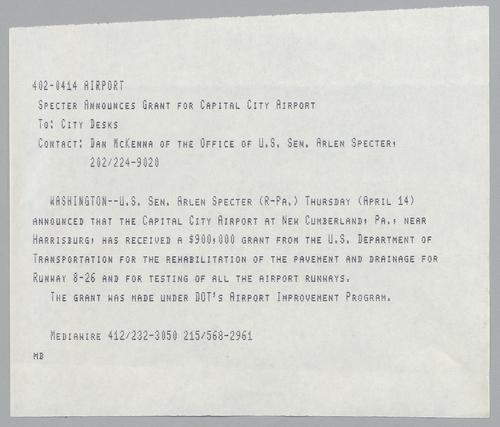 402-0414 AIRPORT
Specter Announces Grant for Capital City Airport
To: City Desks
Contact: Dan McKenna of the Office of U.S. Sen. Arlen Specter,
202/224-9020
WASHINGTON--U.S. Sen. Arlen Specter (R-Pa.) Thursday (April 14)
announced that the Capital City Airport at New Cumberland, Pa., near
Harrisburg, has received a $900,000 grant from the U.S. Department of
Transportation for the rehabilitation of the pavement and drainage for
Runway 8-26 and for testing of all the airport runways.
The grant was made under DOT's Airport Improvement Program.
Mediawire 412/232-3050 215/568-2961
MB